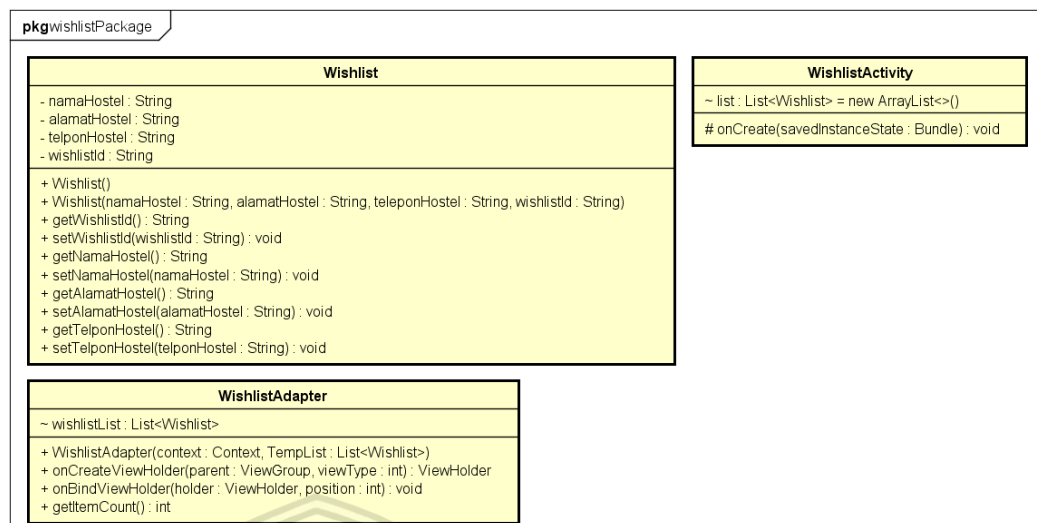 pkg wishlistPackage
Wishlist
- namaHostel : String
- alamatHostel : String
- telponHostel : String
- wishlistId : String
+ Wishlist()
+ Wishlist(namaHostel : String, alamatHostel : String, teleponHostel : String, wishlistId : String)
+ getWishlistId() : String
+ setWishlistId(wishlistId : String) : void
+ getNamaHostel() : String
+ setNamaHostel(namaHostel : String) : void
+ getAlamatHostel() : String
+ setAlamatHostel(alamatHostel : String) : void
+ getTelponHostel() : String
+ setTelponHostel(telponHostel : String) : void
WishlistActivity
~ list : List<Wishlist> = new ArrayList<>()
# onCreate(savedInstanceState : Bundle) : void
WishlistAdapter
~ wishlistList : List<Wishlist>
+ WishlistAdapter(context : Context, TempList : List<Wishlist>)
+ onCreateViewHolder(parent : ViewGroup, viewType : int) : ViewHolder
+ onBindViewHolder(holder : ViewHolder, position : int) : void
+ getItemCount() : int